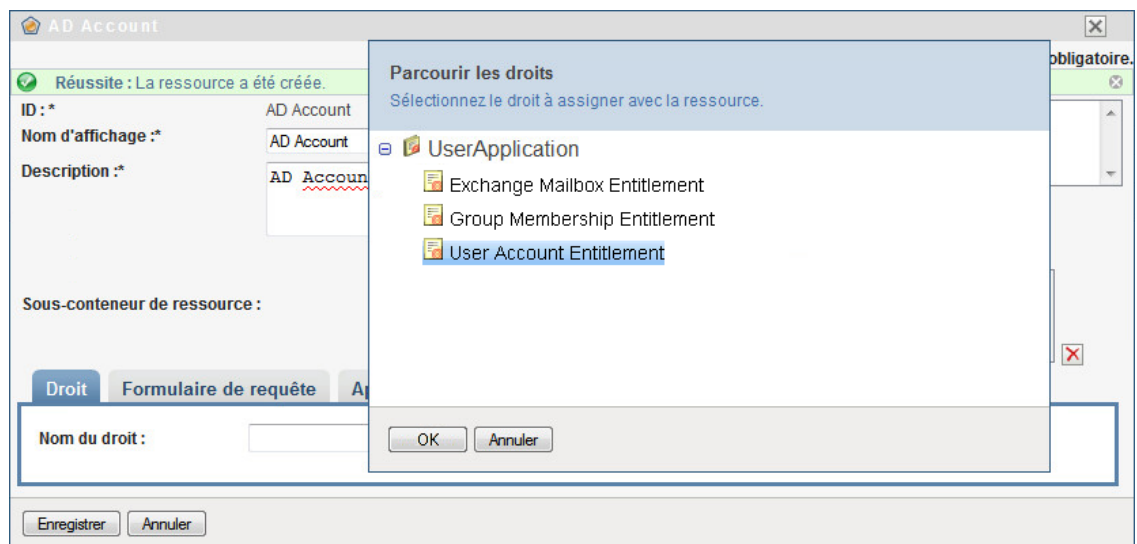 AD Account
obligatoire.
Réussite : La ressource a été créée.
ID :* AD Account
Nom d'affichage :* AD Account
Description :* AD Accoun
Sous-conteneur de ressource :
Droit Formulaire de requête
Nom du droit :
Enregistrer Annuler
Parcourir les droits
Sélectionnez le droit à assigner avec la ressource.
UserApplication
Exchange Mailbox Entitlement
Group Membership Entitlement
User Account Entitlement
OK Annuler